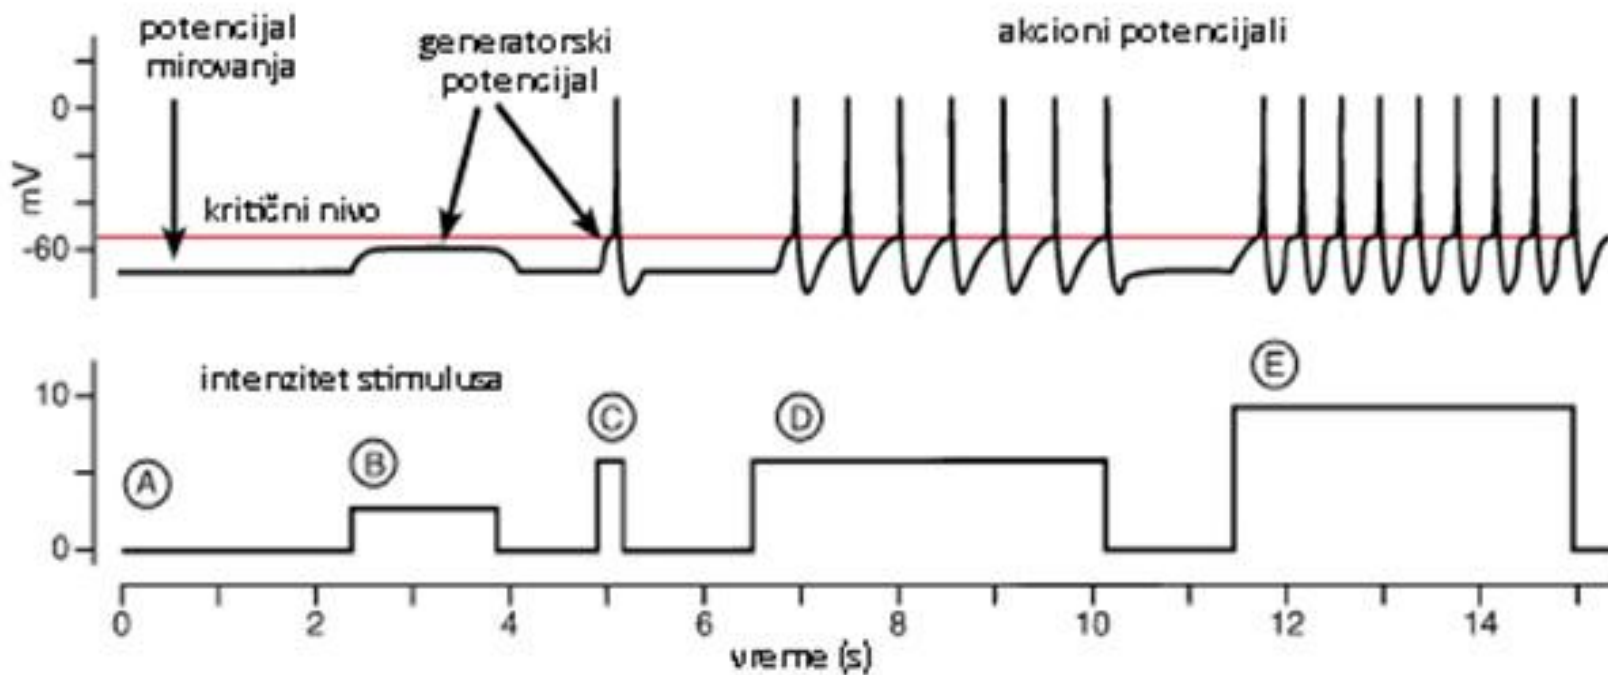 potencijal
mirovanja
generatorski
potencijal
akcioni potencijali
0
mV
kritični nivo
-60
intenzitet stimulusa
10
A
B
C
D
E
0
0 2 4 6 8 10 12 14
vreme (s)